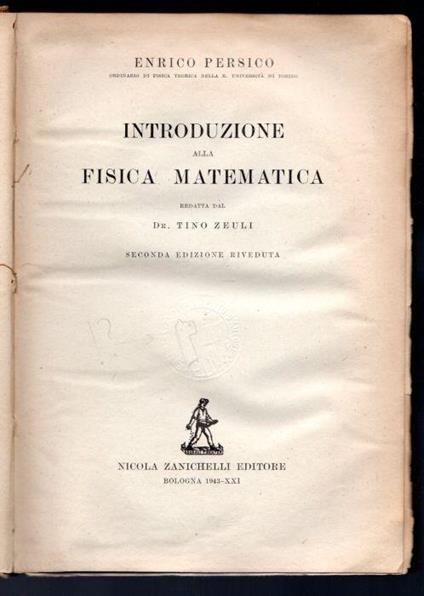 ENRICO PERSICO
ORDINARIO DI FISICA TEORICA NELLA R. UNIVERSITÀ DI TORINO
INTRODUZIONE
ALLA
FISICA MATEMATICA
REDATTA DAL
DR. TINO ZEULI
SECONDA EDIZIONE RIVEDUTA
NICOLA ZANICHELLI EDITORE
BOLOGNA 1943-XXI